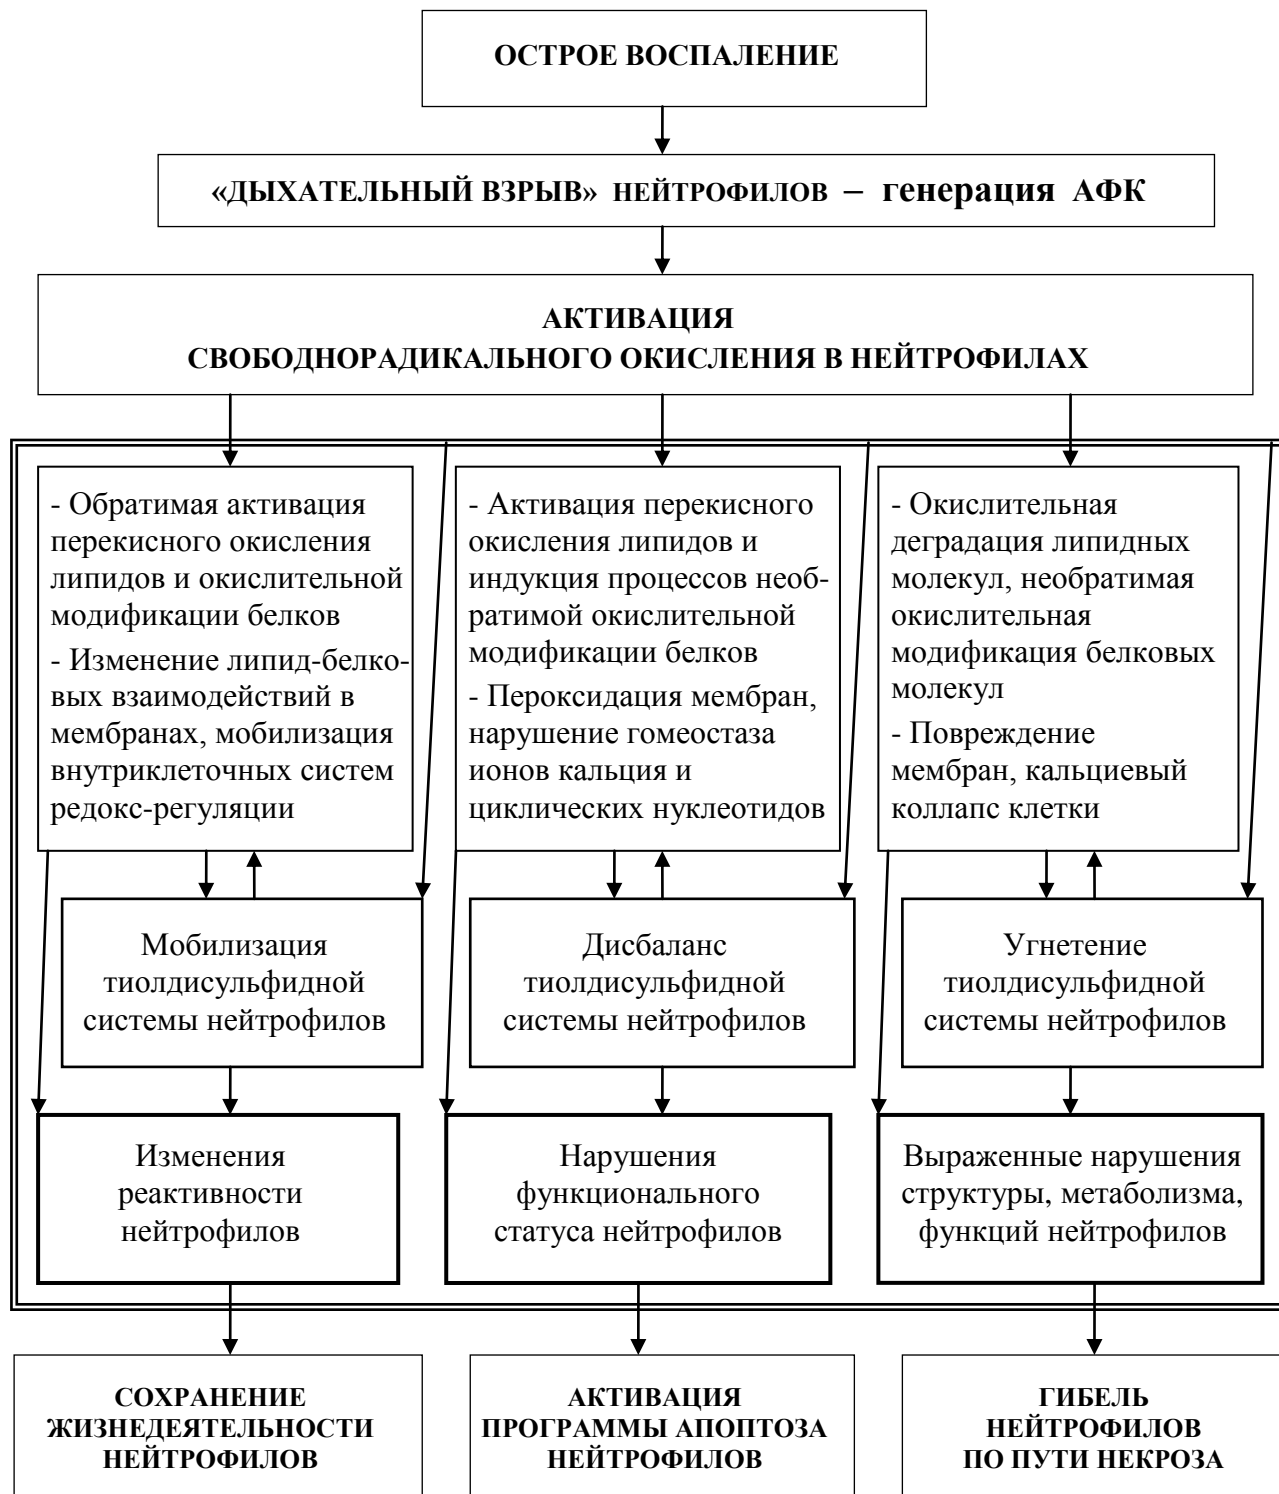 ОСТРОЕ ВОСПАЛЕНИЕ
«ДЫХАТЕЛЬНЫЙ ВЗРЫВ» НЕЙТРОФИЛОВ – генерация АФК
АКТИВАЦИЯ
СВОБОДНОРАДИКАЛЬНОГО ОКИСЛЕНИЯ В НЕЙТРОФИЛАХ
- Обратимая активация
перекисного окисления
липидов и окислительной
модификации белков
- Изменение липид-белко-
вых взаимодействий в
мембранах, мобилизация
внутриклеточных систем
редокс-регуляции
- Активация перекисного
окисления липидов и
индукция процессов необ-
ратимой окислительной
модификации белков
- Пероксидация мембран,
нарушение гомеостаза
ионов кальция и
циклических нуклеотидов
- Окислительная
деградация липидных
молекул, необратимая
окислительная
модификация белковых
молекул
- Повреждение
мембран, кальциевый
коллапс клетки
Мобилизация
тиолдисульфидной
системы нейтрофилов
Дисбаланс
тиолдисульфидной
системы нейтрофилов
Угнетение
тиолдисульфидной
системы нейтрофилов
Изменения
реактивности
нейтрофилов
Нарушения
функционального
статуса нейтрофилов
Выраженные нарушения
структуры, метаболизма,
функций нейтрофилов
СОХРАНЕНИЕ
ЖИЗНЕДЕЯТЕЛЬНОСТИ
НЕЙТРОФИЛОВ
АКТИВАЦИЯ
ПРОГРАММЫ АПОПТОЗА
НЕЙТРОФИЛОВ
ГИБЕЛЬ
НЕЙТРОФИЛОВ
ПО ПУТИ НЕКРОЗА